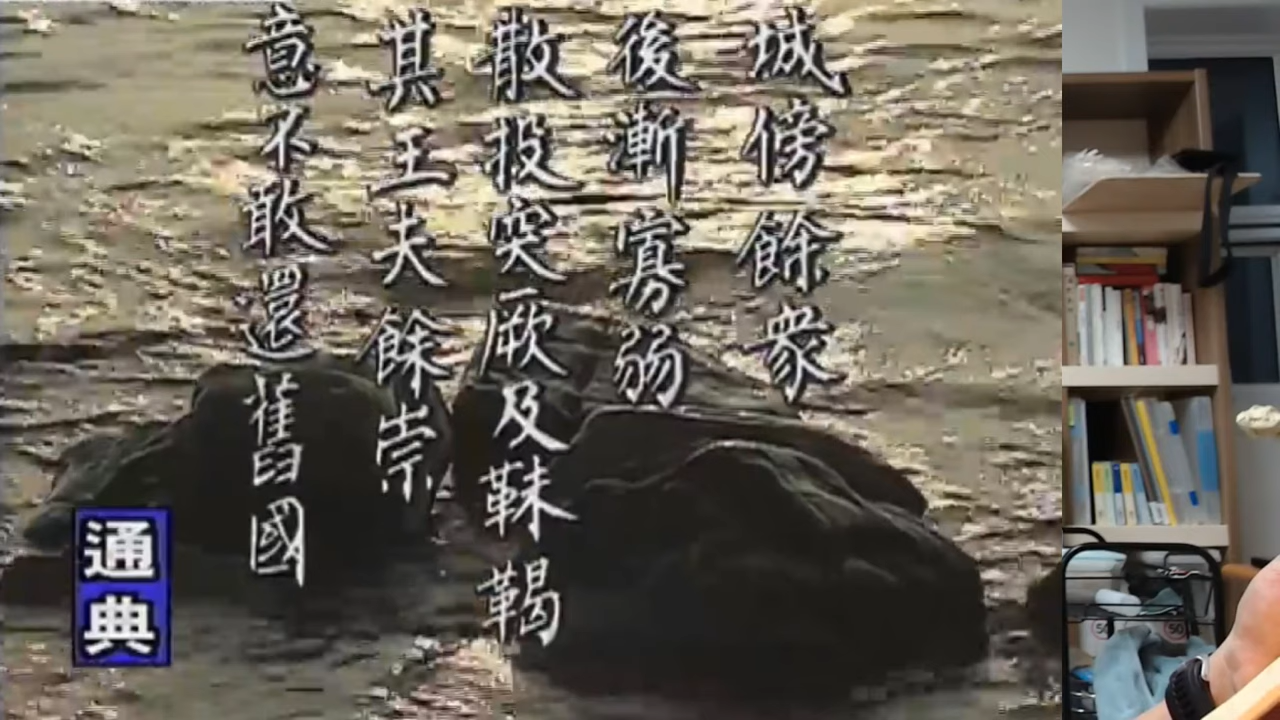 城傍餘衆
後漸寡弱
散投突厥及靺鞨
其王夫餘崇
意不敢還舊國
通典